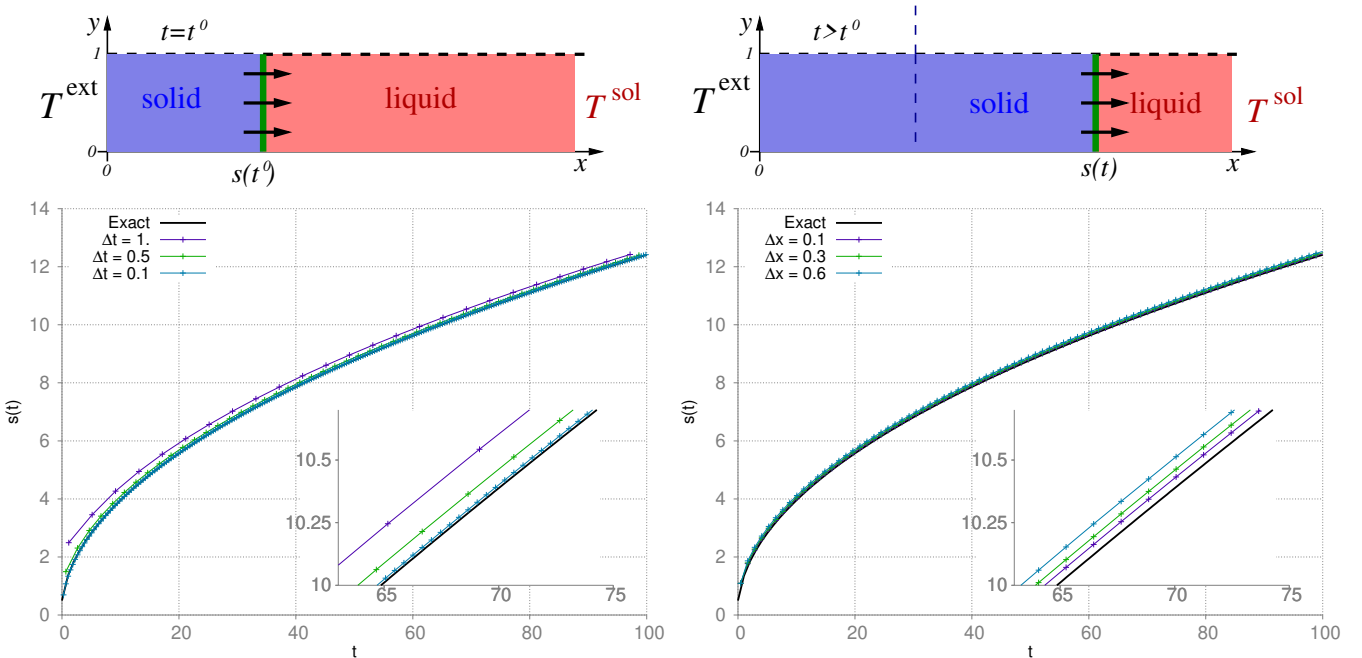 y
t=t⁰
1
T^ext
solid
liquid
T^sol
0
0
s(t⁰)
x
y
t>t⁰
1
T^ext
solid
liquid
T^sol
0
0
s(t)
x
14
12
10
8
6
4
2
0
s(t)
Exact
Δt = 1.
Δt = 0.5
Δt = 0.1
10.5
10.25
10
65 70 75
0 20 40 60 80 100
t
14
12
10
8
6
4
2
0
s(t)
Exact
Δx = 0.1
Δx = 0.3
Δx = 0.6
10.5
10.25
10
65 70 75
0 20 40 60 80 100
t